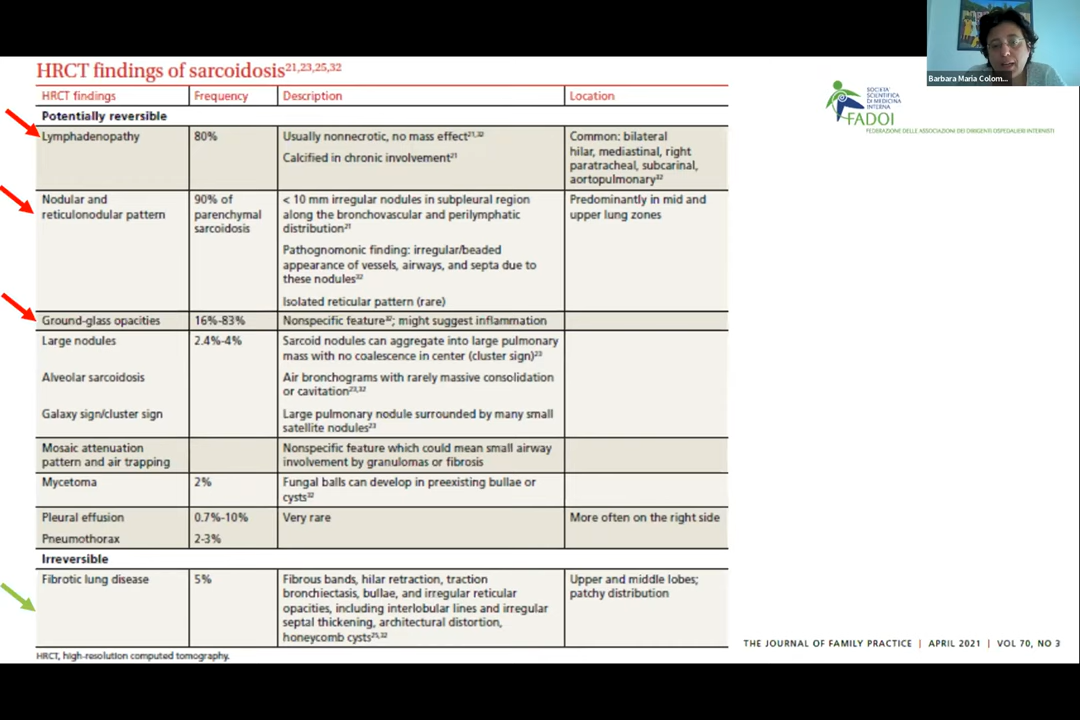 Barbara Maria Colom...
HRCT findings of sarcoidosis21,23,25,32
HRCT findings Frequency Description Location
Potentially reversible
Lymphadenopathy 80% Usually nonnecrotic, no mass effect21,32 Common: bilateral
hilar, mediastinal, right
paratracheal, subcarinal,
aortopulmonary32
Calcified in chronic involvement21
Nodular and
reticulonodular pattern
90% of
parenchymal
sarcoidosis
< 10 mm irregular nodules in subpleural region
along the bronchovascular and perilymphatic
distribution21
Pathognomonic finding: irregular/beaded
appearance of vessels, airways, and septa due to
these nodules32
Isolated reticular pattern (rare)
Predominantly in mid and
upper lung zones
Ground-glass opacities 16%-83% Nonspecific feature32; might suggest inflammation
Large nodules 2.4%-4% Sarcoid nodules can aggregate into large pulmonary
mass with no coalescence in center (cluster sign)23
Alveolar sarcoidosis Air bronchograms with rarely massive consolidation
or cavitation23,32
Galaxy sign/cluster sign Large pulmonary nodule surrounded by many small
satellite nodules23
Mosaic attenuation
pattern and air trapping
Nonspecific feature which could mean small airway
involvement by granulomas or fibrosis
Mycetoma 2% Fungal balls can develop in preexisting bullae or
cysts32
Pleural effusion 0.7%-10% Very rare More often on the right side
Pneumothorax 2-3%
Irreversible
Fibrotic lung disease 5% Fibrous bands, hilar retraction, traction
bronchiectasis, bullae, and irregular reticular
opacities, including interlobular lines and irregular
septal thickening, architectural distortion,
honeycomb cysts25,32
Upper and middle lobes;
patchy distribution
HRCT, high-resolution computed tomography.
SOCIETÀ
SCIENTIFICA
DI MEDICINA
INTERNA
FADOI
FEDERAZIONE DELLE ASSOCIAZIONI DEI DIRIGENTI OSPEDALIERI INTERNISTI
THE JOURNAL OF FAMILY PRACTICE | APRIL 2021 | VOL 70, NO 3